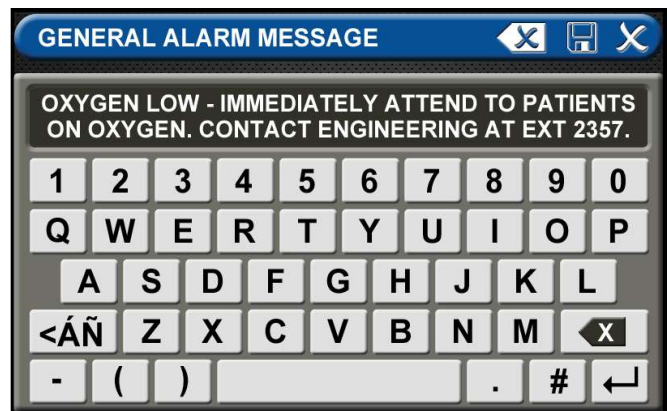 GENERAL ALARM MESSAGE
OXYGEN LOW - IMMEDIATELY ATTEND TO PATIENTS
ON OXYGEN. CONTACT ENGINEERING AT EXT 2357.
1 2 3 4 5 6 7 8 9 0
Q W E R T Y U I O P
A S D F G H J K L
<ÁÑ Z X C V B N M X
- ( ) . #